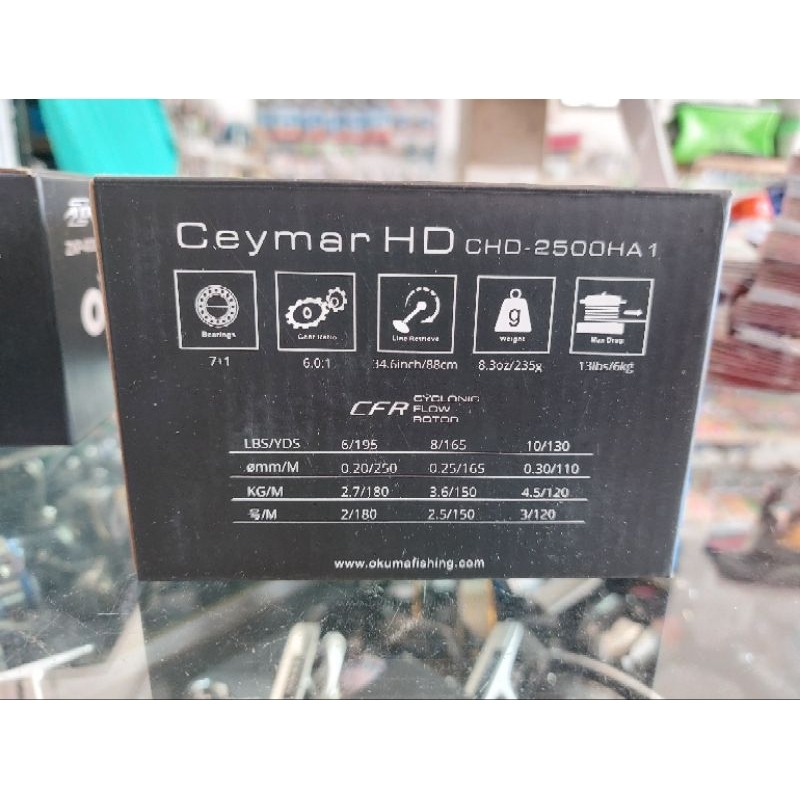 Ceymar HD CHD-2500HA1
Bearings Gear Ratio Line Retrieve g Weight Max Drag
7+1 6.0:1 34.6inch/88cm 8.3oz/235g 13lbs/6kg
CFR CYCLONIC FLOW ROTOR
LBS/YDS 6/195 8/165 10/130
ømm/M 0.20/250 0.25/165 0.30/110
KG/M 2.7/180 3.6/150 4.5/120
号/M 2/180 2.5/150 3/120
www.okumafishing.com